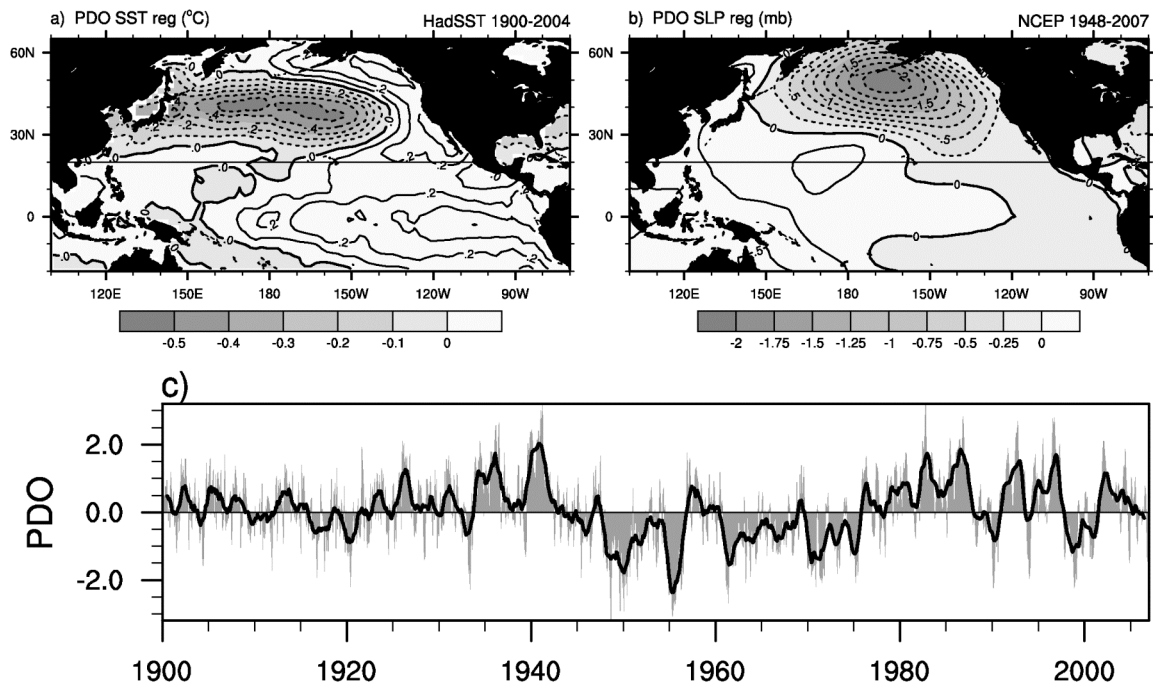 a) PDO SST reg (°C) HadSST 1900-2004
b) PDO SLP reg (mb) NCEP 1948-2007
60N
30N
0
120E 150E 180 150W 120W 90W
-0.5 -0.4 -0.3 -0.2 -0.1 0
60N
30N
0
120E 150E 180 150W 120W 90W
-2 -1.75 -1.5 -1.25 -1 -0.75 -0.5 -0.25 0
c)
PDO
2.0
0.0
-2.0
1900 1920 1940 1960 1980 2000